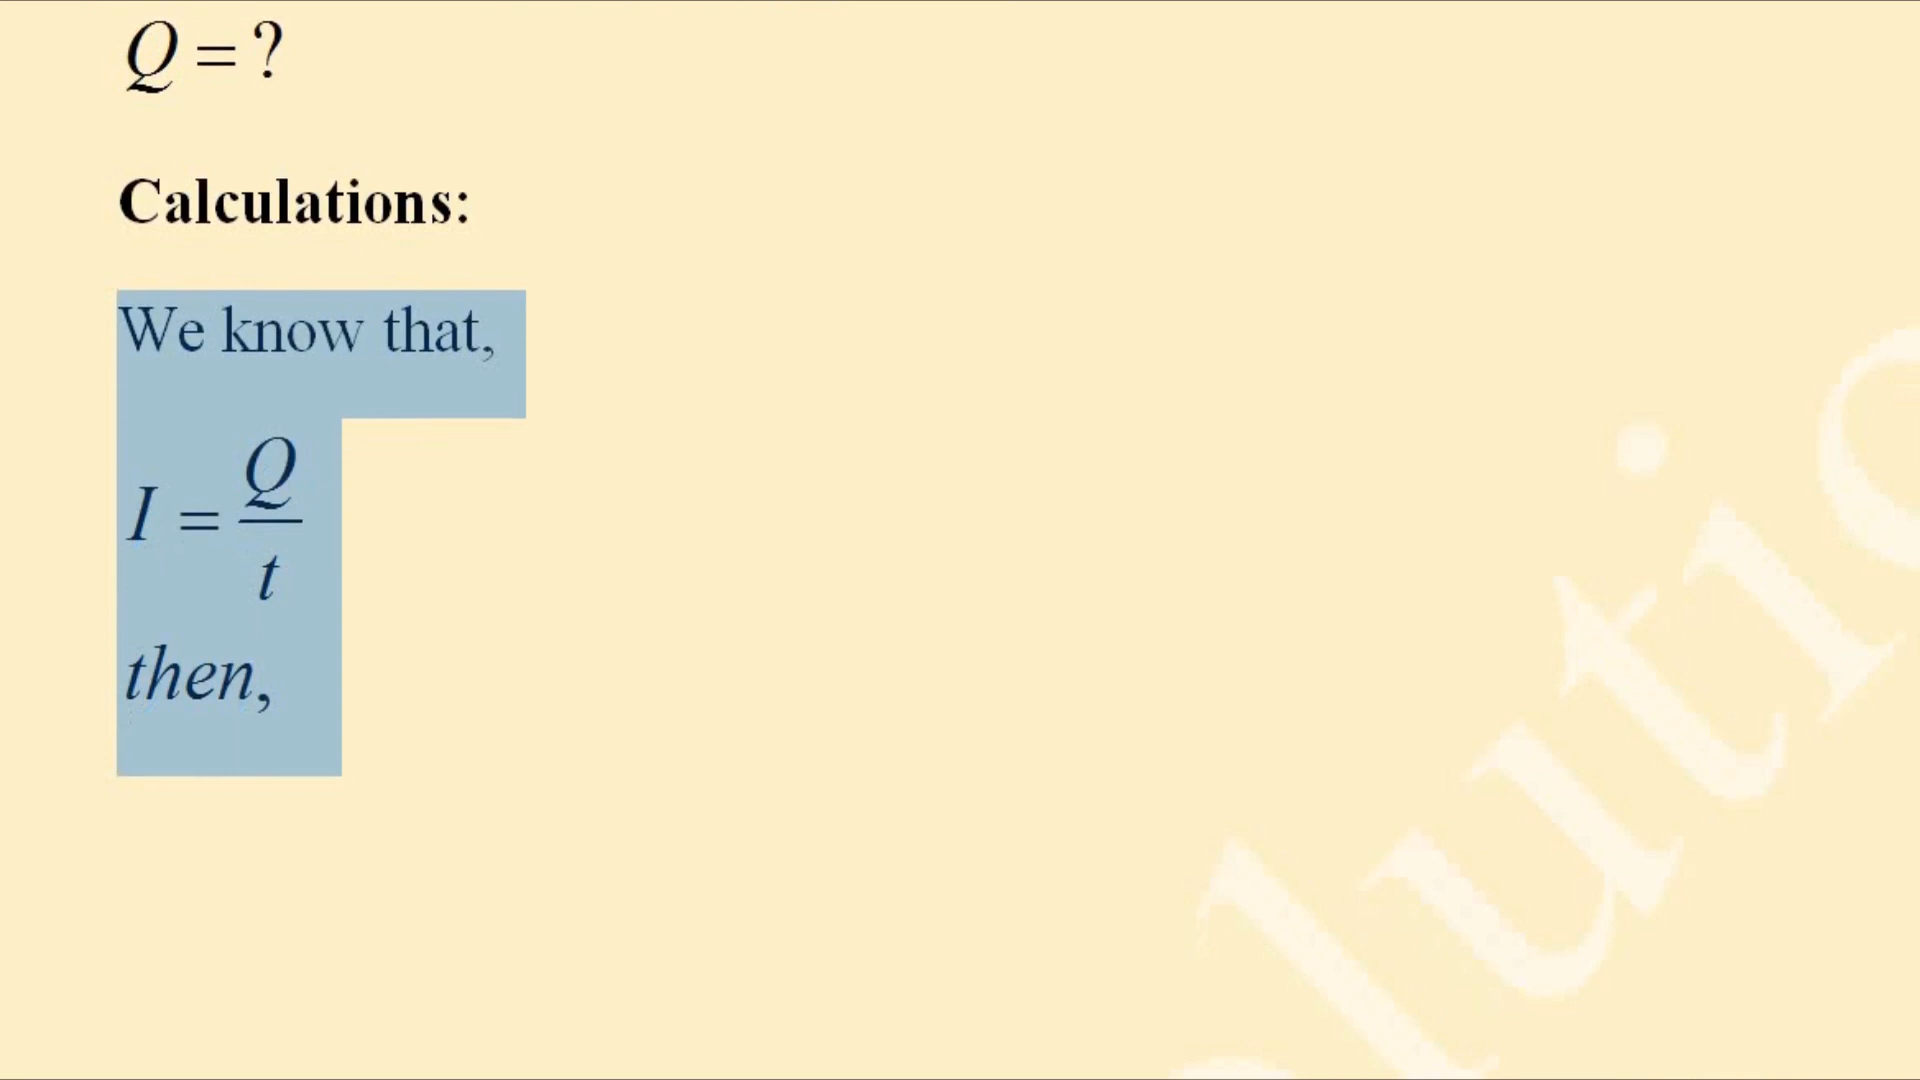 Q = ?
Calculations:
We know that,
I = Q/t
then,